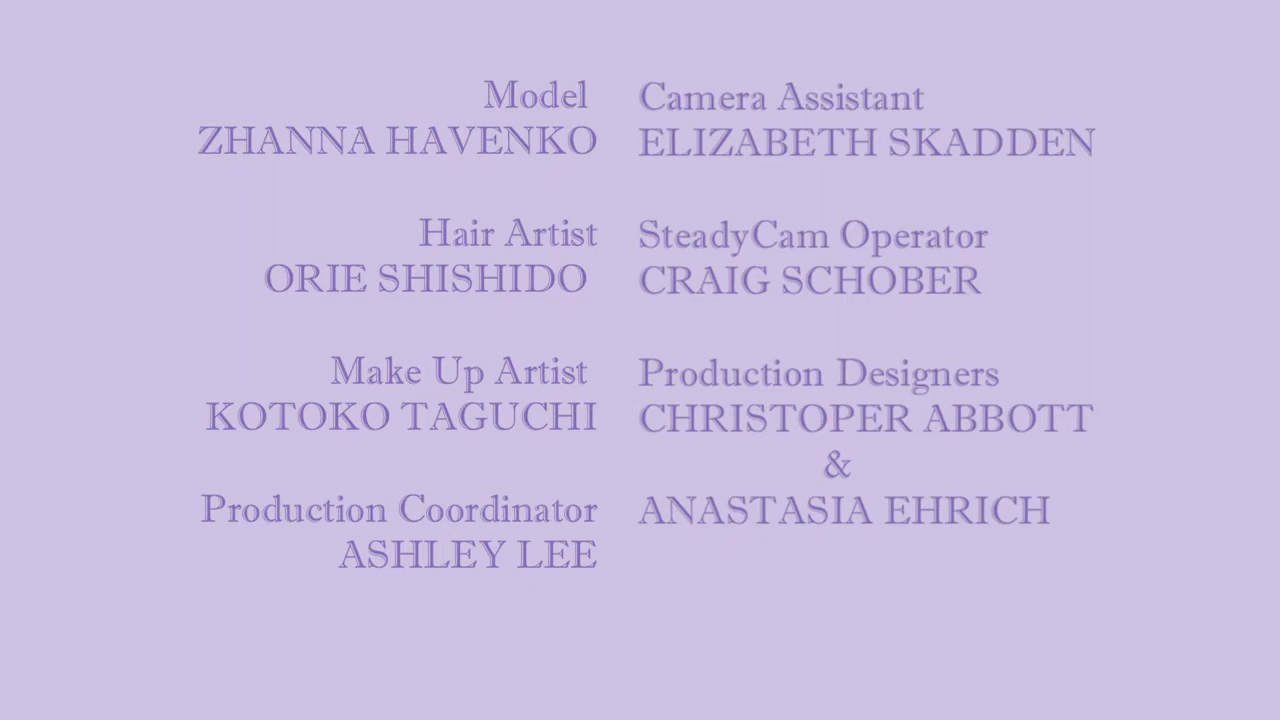 Model
ZHANNA HAVENKO
Hair Artist
ORIE SHISHIDO
Make Up Artist
KOTOKO TAGUCHI
Production Coordinator
ASHLEY LEE
Camera Assistant
ELIZABETH SKADDEN
SteadyCam Operator
CRAIG SCHOBER
Production Designers
CHRISTOPER ABBOTT
&
ANASTASIA EHRICH